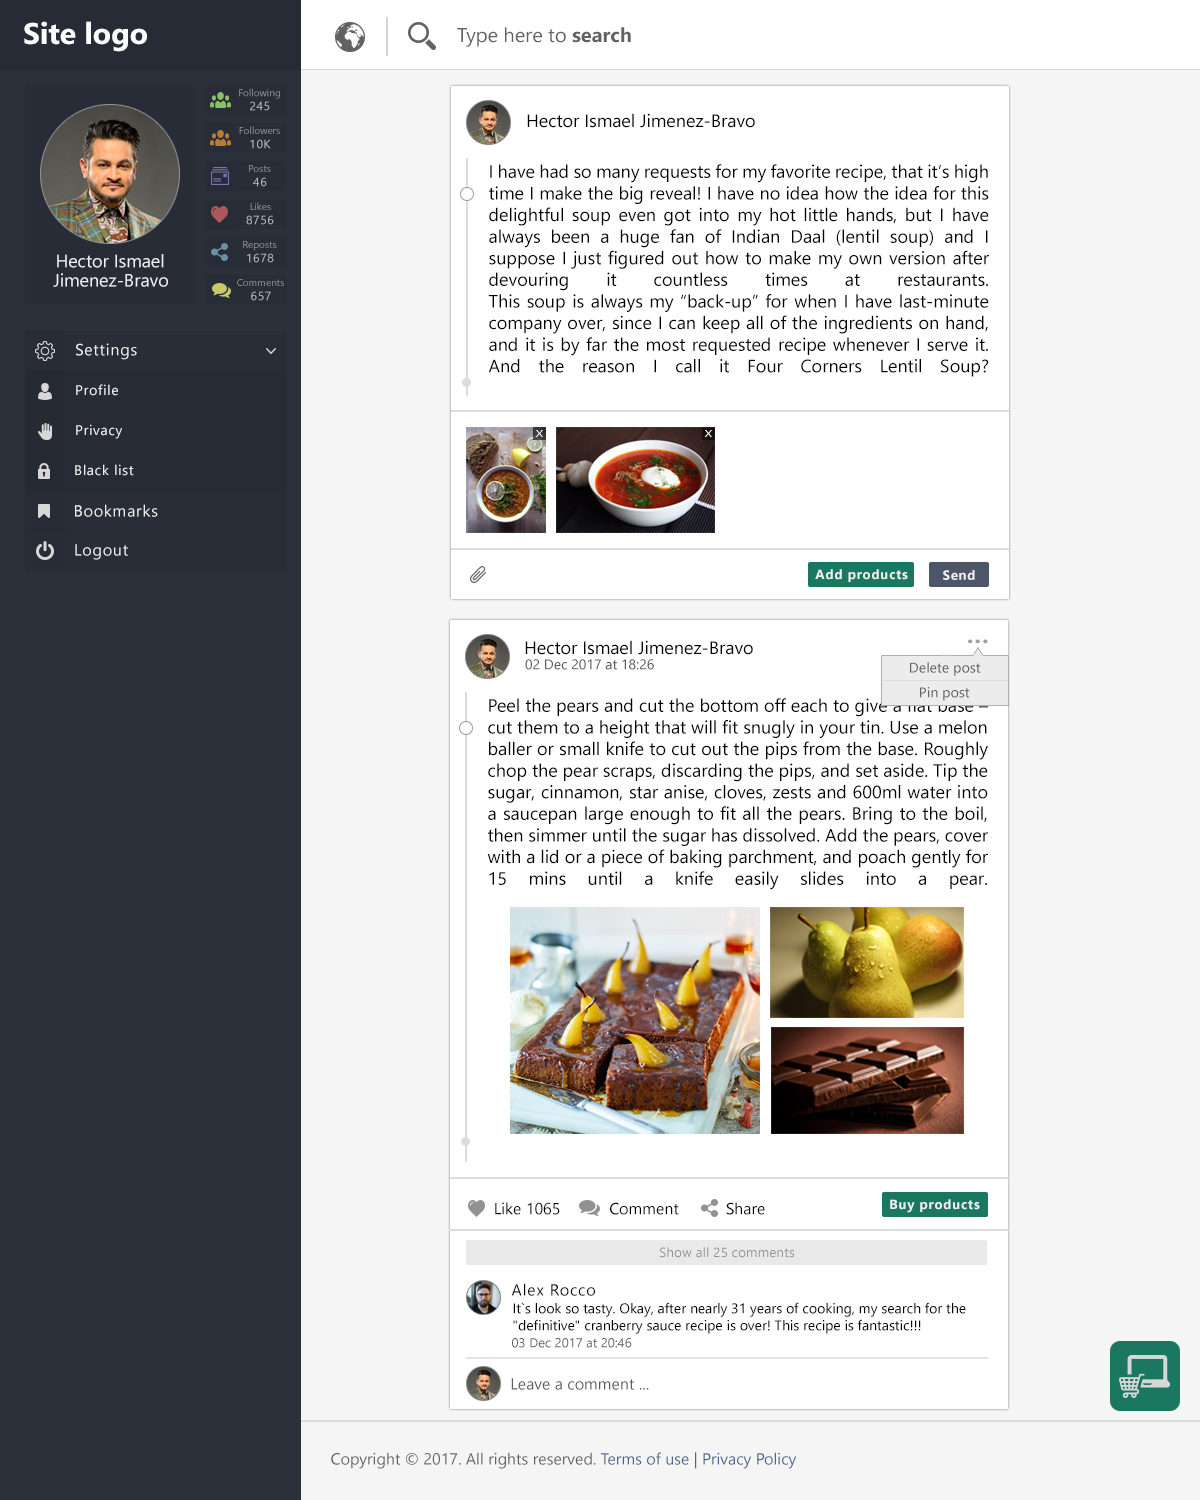 Site logo
Type here to search
Following
245
Followers
10K
Posts
46
Likes
8756
Reposts
1678
Comments
657
Hector Ismael
Jimenez-Bravo
Settings
Profile
Privacy
Black list
Bookmarks
Logout
Hector Ismael Jimenez-Bravo
I have had so many requests for my favorite recipe, that it’s high
time I make the big reveal! I have no idea how the idea for this
delightful soup even got into my hot little hands, but I have
always been a huge fan of Indian Daal (lentil soup) and I
suppose I just figured out how to make my own version after
devouring it countless times at restaurants.
This soup is always my “back-up” for when I have last-minute
company over, since I can keep all of the ingredients on hand,
and it is by far the most requested recipe whenever I serve it.
And the reason I call it Four Corners Lentil Soup?
X
X
Add products
Send
Hector Ismael Jimenez-Bravo
02 Dec 2017 at 18:26
Delete post
Pin post
Peel the pears and cut the bottom off each to give a flat base –
cut them to a height that will fit snugly in your tin. Use a melon
baller or small knife to cut out the pips from the base. Roughly
chop the pear scraps, discarding the pips, and set aside. Tip the
sugar, cinnamon, star anise, cloves, zests and 600ml water into
a saucepan large enough to fit all the pears. Bring to the boil,
then simmer until the sugar has dissolved. Add the pears, cover
with a lid or a piece of baking parchment, and poach gently for
15 mins until a knife easily slides into a pear.
Like 1065
Comment
Share
Buy products
Show all 25 comments
Alex Rocco
It`s look so tasty. Okay, after nearly 31 years of cooking, my search for the
"definitive" cranberry sauce recipe is over! This recipe is fantastic!!!
03 Dec 2017 at 20:46
Leave a comment ...
Copyright © 2017. All rights reserved. Terms of use | Privacy Policy